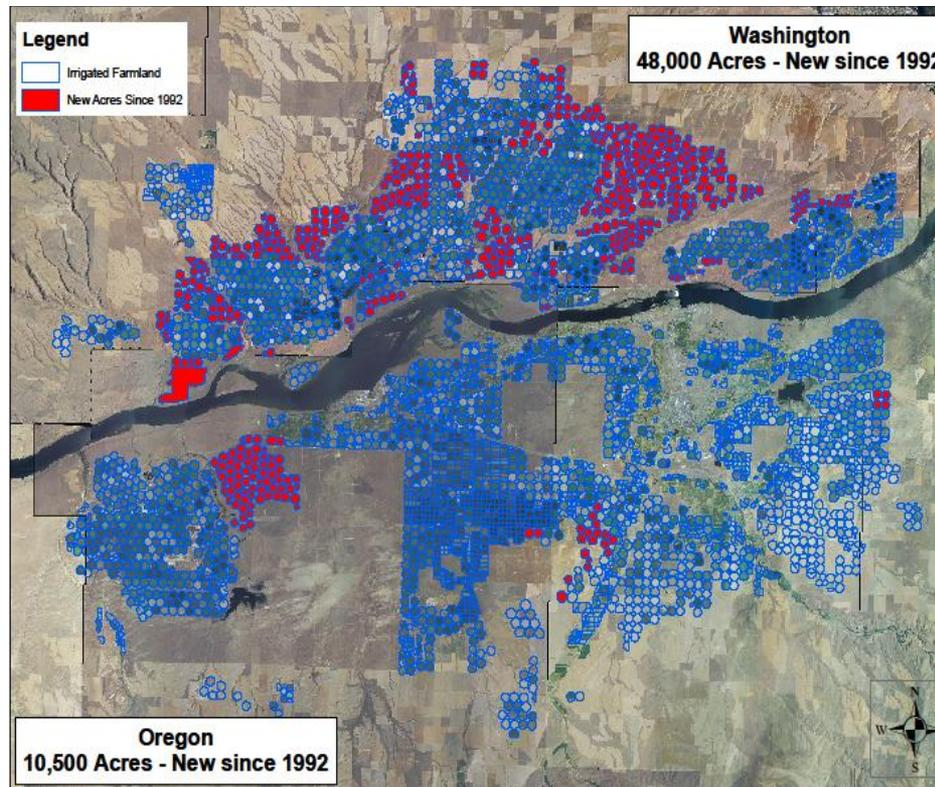 Legend
Irrigated Farmland
New Acres Since 1992
Washington
48,000 Acres - New since 1992
Oregon
10,500 Acres - New since 1992
N
W
E
S